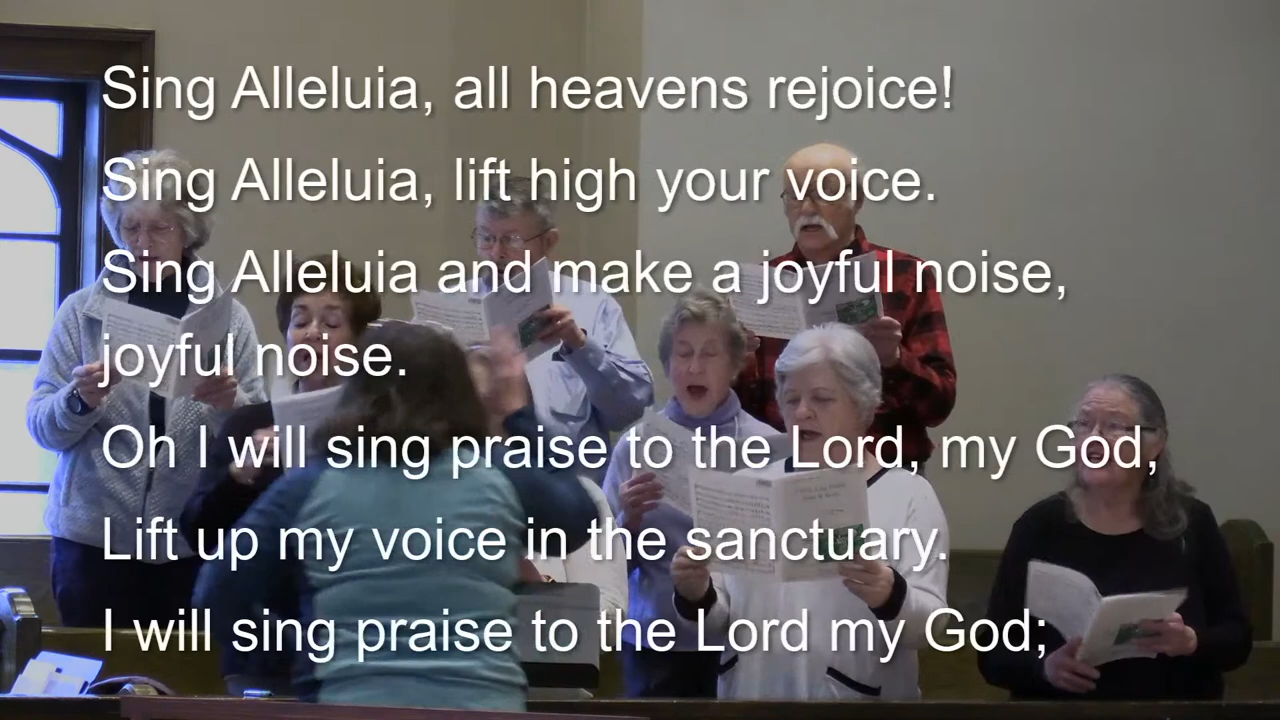 Sing Alleluia, all heavens rejoice!
Sing Alleluia, lift high your voice.
Sing Alleluia and make a joyful noise,
joyful noise.
Oh I will sing praise to the Lord, my God,
Lift up my voice in the sanctuary.
I will sing praise to the Lord my God;